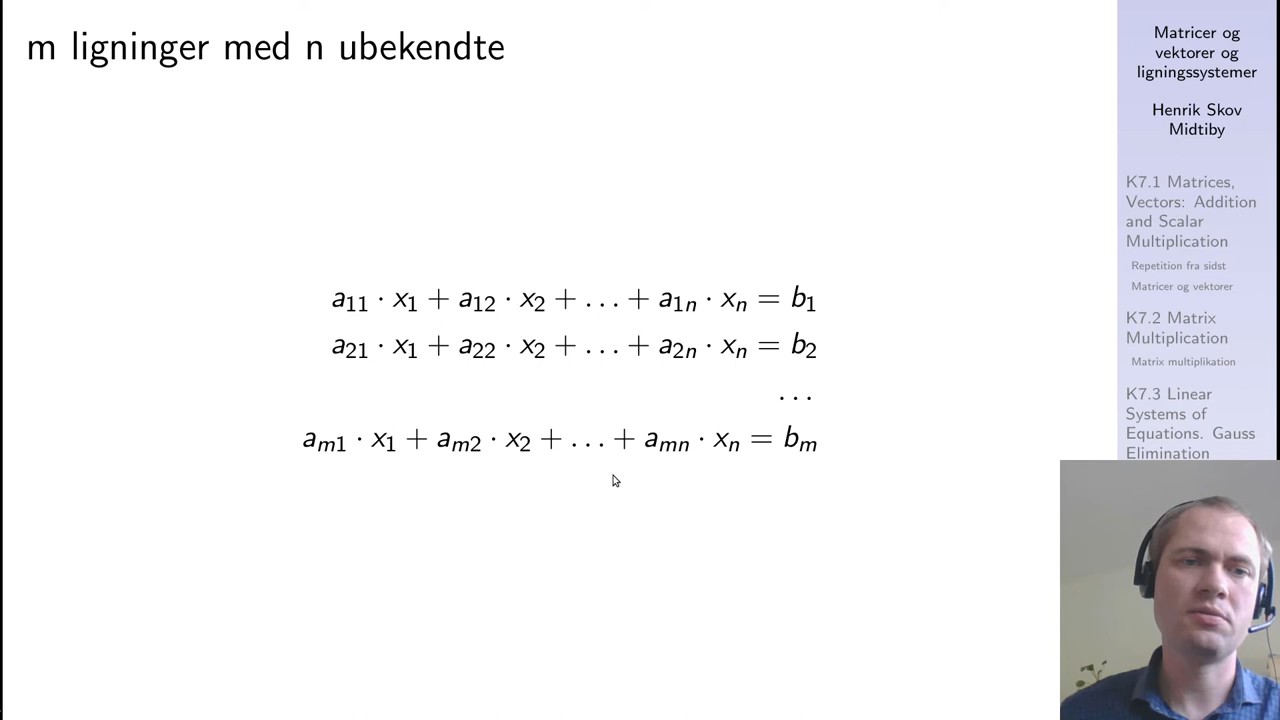 m ligninger med n ubekendte
a₁₁ · x₁ + a₁₂ · x₂ + … + a₁ₙ · xₙ = b₁
a₂₁ · x₁ + a₂₂ · x₂ + … + a₂ₙ · xₙ = b₂
…
aₘ₁ · x₁ + aₘ₂ · x₂ + … + aₘₙ · xₙ = bₘ
Matricer og
vektorer og
ligningssystemer
Henrik Skov
Midtiby
K7.1 Matrices,
Vectors: Addition
and Scalar
Multiplication
Repetition fra sidst
Matricer og vektorer
K7.2 Matrix
Multiplication
Matrix multiplikation
K7.3 Linear
Systems of
Equations. Gauss
Elimination